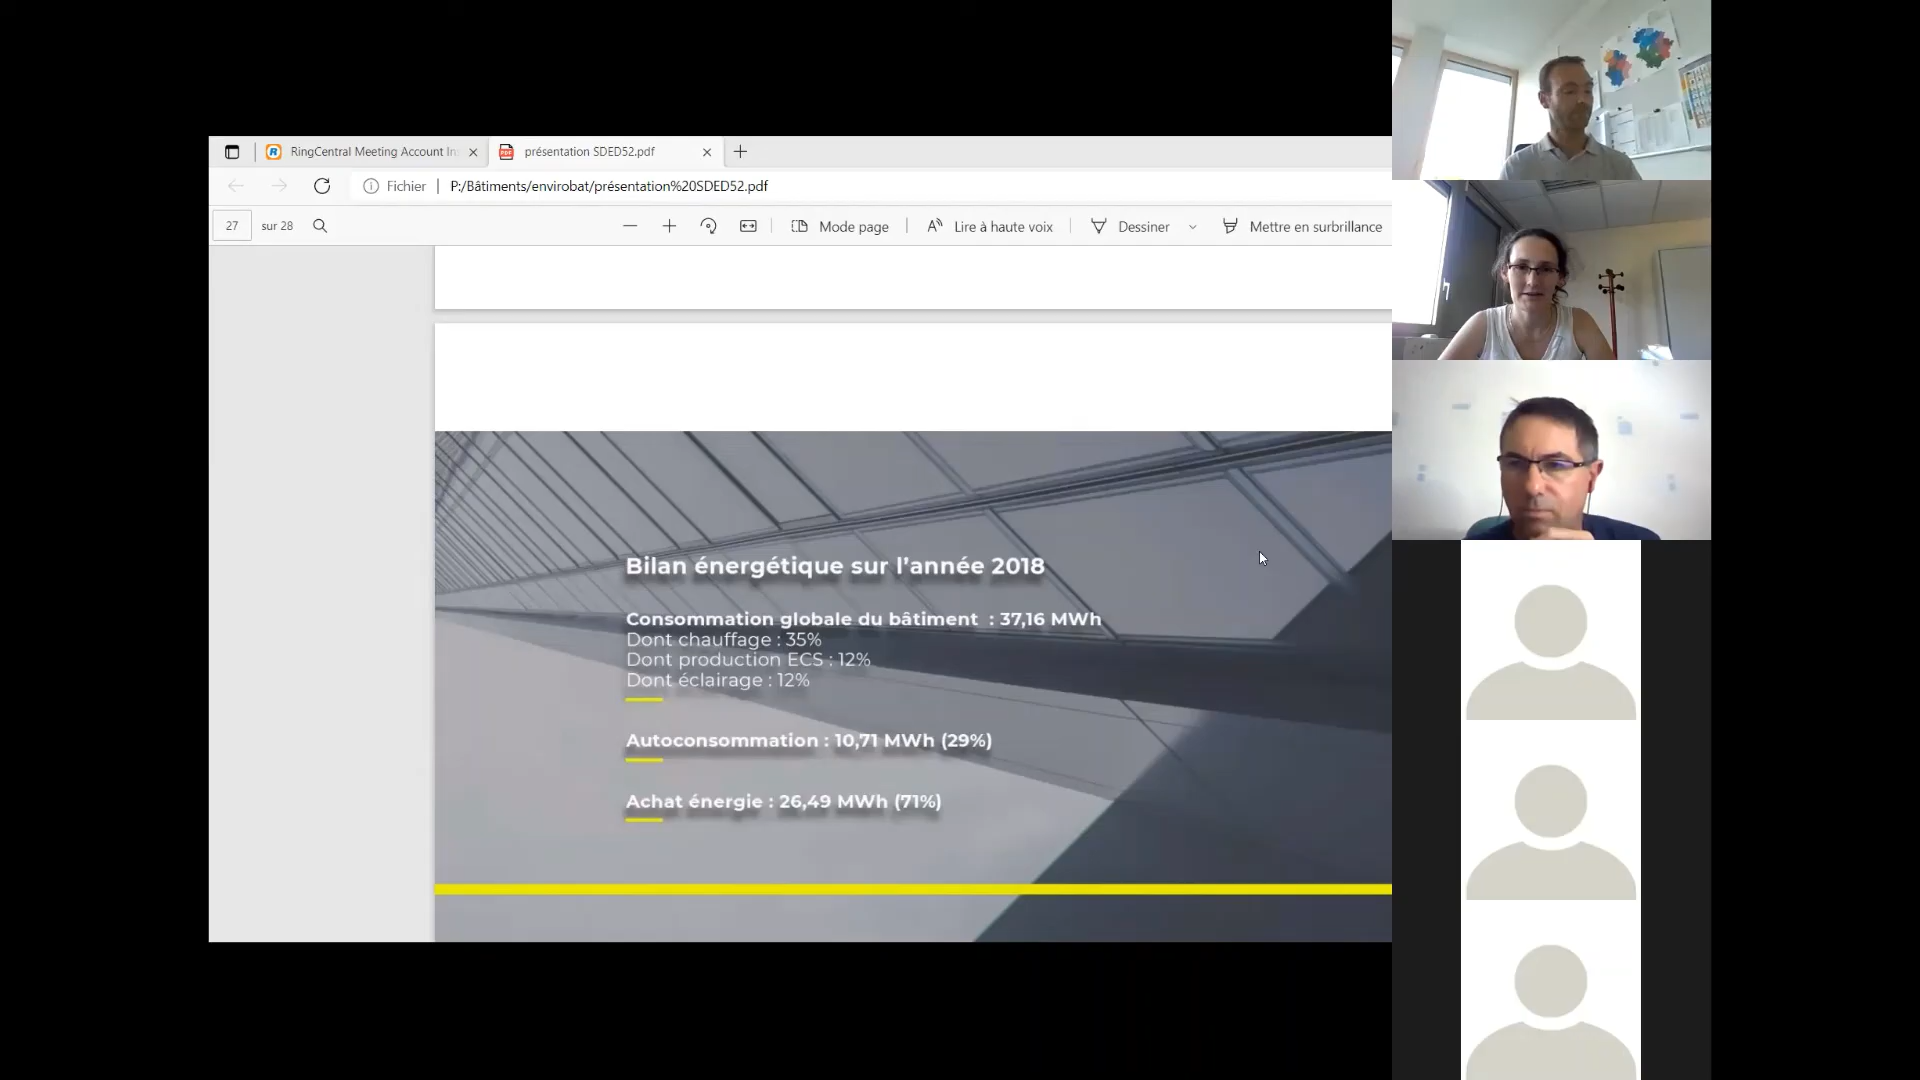 RingCentral Meeting Account In
présentation SDED52.pdf
Fichier
P:/Bâtiments/envirobat/présentation%20SDED52.pdf
27 sur 28
Mode page
Lire à haute voix
Dessiner
Mettre en surbrillance
Bilan énergétique sur l’année 2018
Consommation globale du bâtiment : 37,16 MWh
Dont chauffage : 35%
Dont production ECS : 12%
Dont éclairage : 12%
Autoconsommation : 10,71 MWh (29%)
Achat énergie : 26,49 MWh (71%)